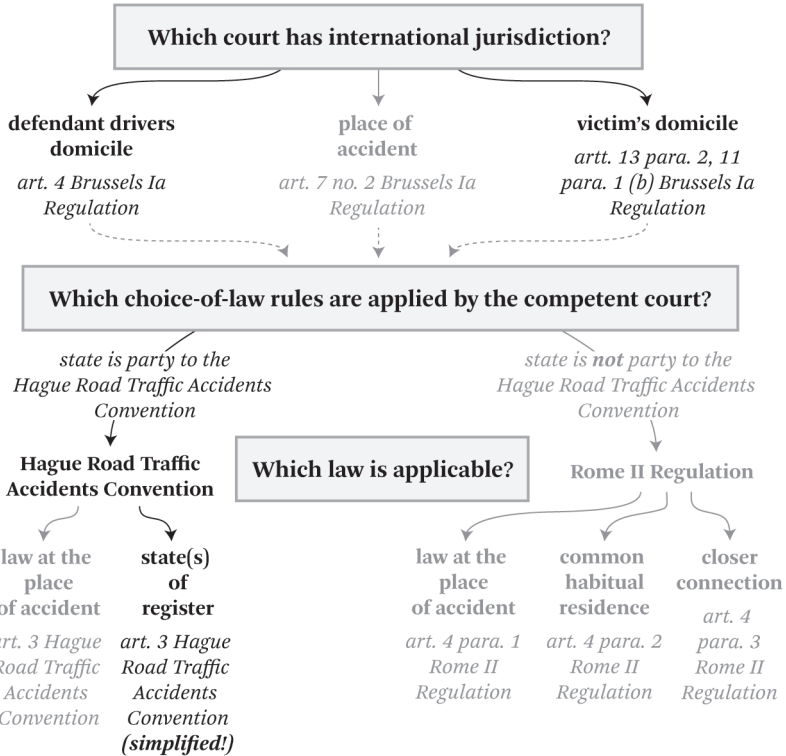 Which court has international jurisdiction?
defendant drivers
domicile
art. 4 Brussels Ia
Regulation
place of
accident
art. 7 no. 2 Brussels Ia
Regulation
victim's domicile
artt. 13 para. 2, 11
para. 1 (b) Brussels Ia
Regulation
Which choice-of-law rules are applied by the competent court?
state is party to the
Hague Road Traffic Accidents
Convention
state is not party to the
Hague Road Traffic Accidents
Convention
Hague Road Traffic
Accidents Convention
Which law is applicable?
Rome II Regulation
law at the
place
of accident
rt. 3 Hague
Road Traffic
Accidents
Convention
state(s)
of
register
art. 3 Hague
Road Traffic
Accidents
Convention
(simplified!)
law at the
place
of accident
art. 4 para. 1
Rome II
Regulation
common
habitual
residence
art. 4 para. 2
Rome II
Regulation
closer
connection
art. 4
para. 3
Rome II
Regulation